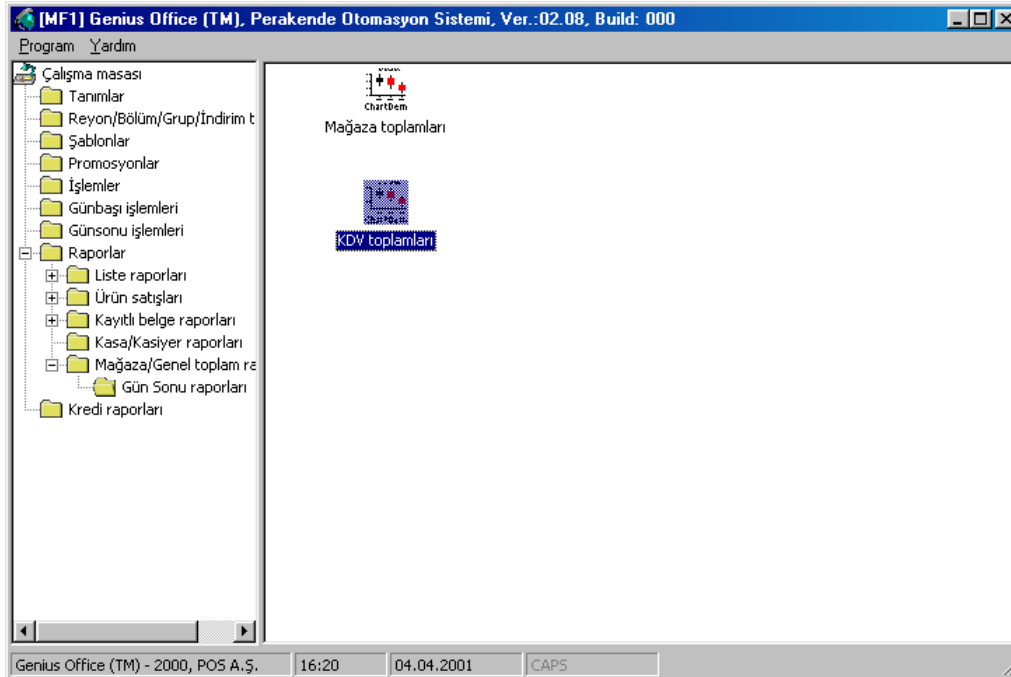 [MF1] Genius Office (TM), Perakende Otomasyon Sistemi, Ver.:02.08, Build: 000
Program Yardım
Çalışma masası
Tanımlar
Reyon/Bölüm/Grup/İndirim t
Şablonlar
Promosyonlar
İşlemler
Günbaşı işlemleri
Günsonu işlemleri
Raporlar
Liste raporları
Ürün satışları
Kayıtlı belge raporları
Kasa/Kasiyer raporları
Mağaza/Genel toplam ra
Gün Sonu raporları
Kredi raporları
ChartDem
Mağaza toplamları
ChartDem
KDV toplamları
Genius Office (TM) - 2000, POS A.Ş. 16:20 04.04.2001 CAPS